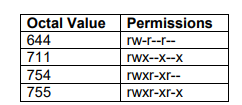 Octal Value Permissions
644 rw-r--r--
711 rwx--x--x
754 rwxr-xr--
755 rwxr-xr-x